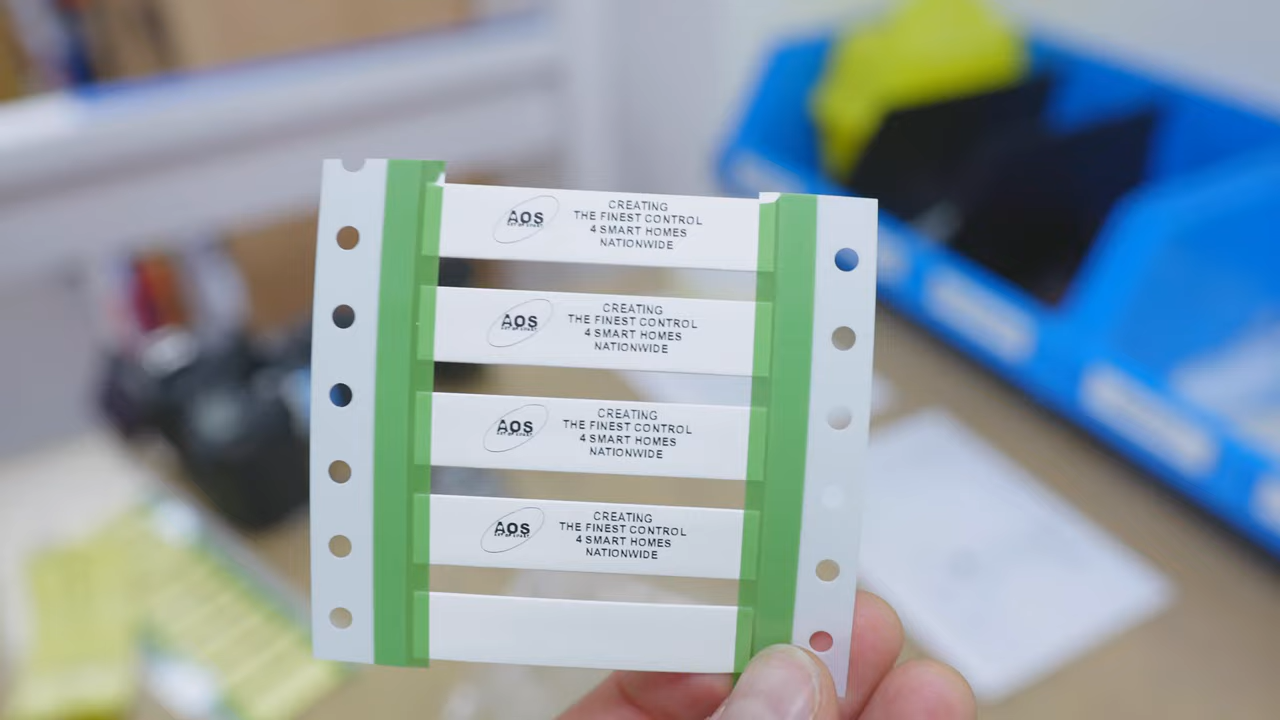 AOS
CREATING
THE FINEST CONTROL
4 SMART HOMES
NATIONWIDE
AOS
CREATING
THE FINEST CONTROL
4 SMART HOMES
NATIONWIDE
AOS
CREATING
THE FINEST CONTROL
4 SMART HOMES
NATIONWIDE
AOS
CREATING
THE FINEST CONTROL
4 SMART HOMES
NATIONWIDE